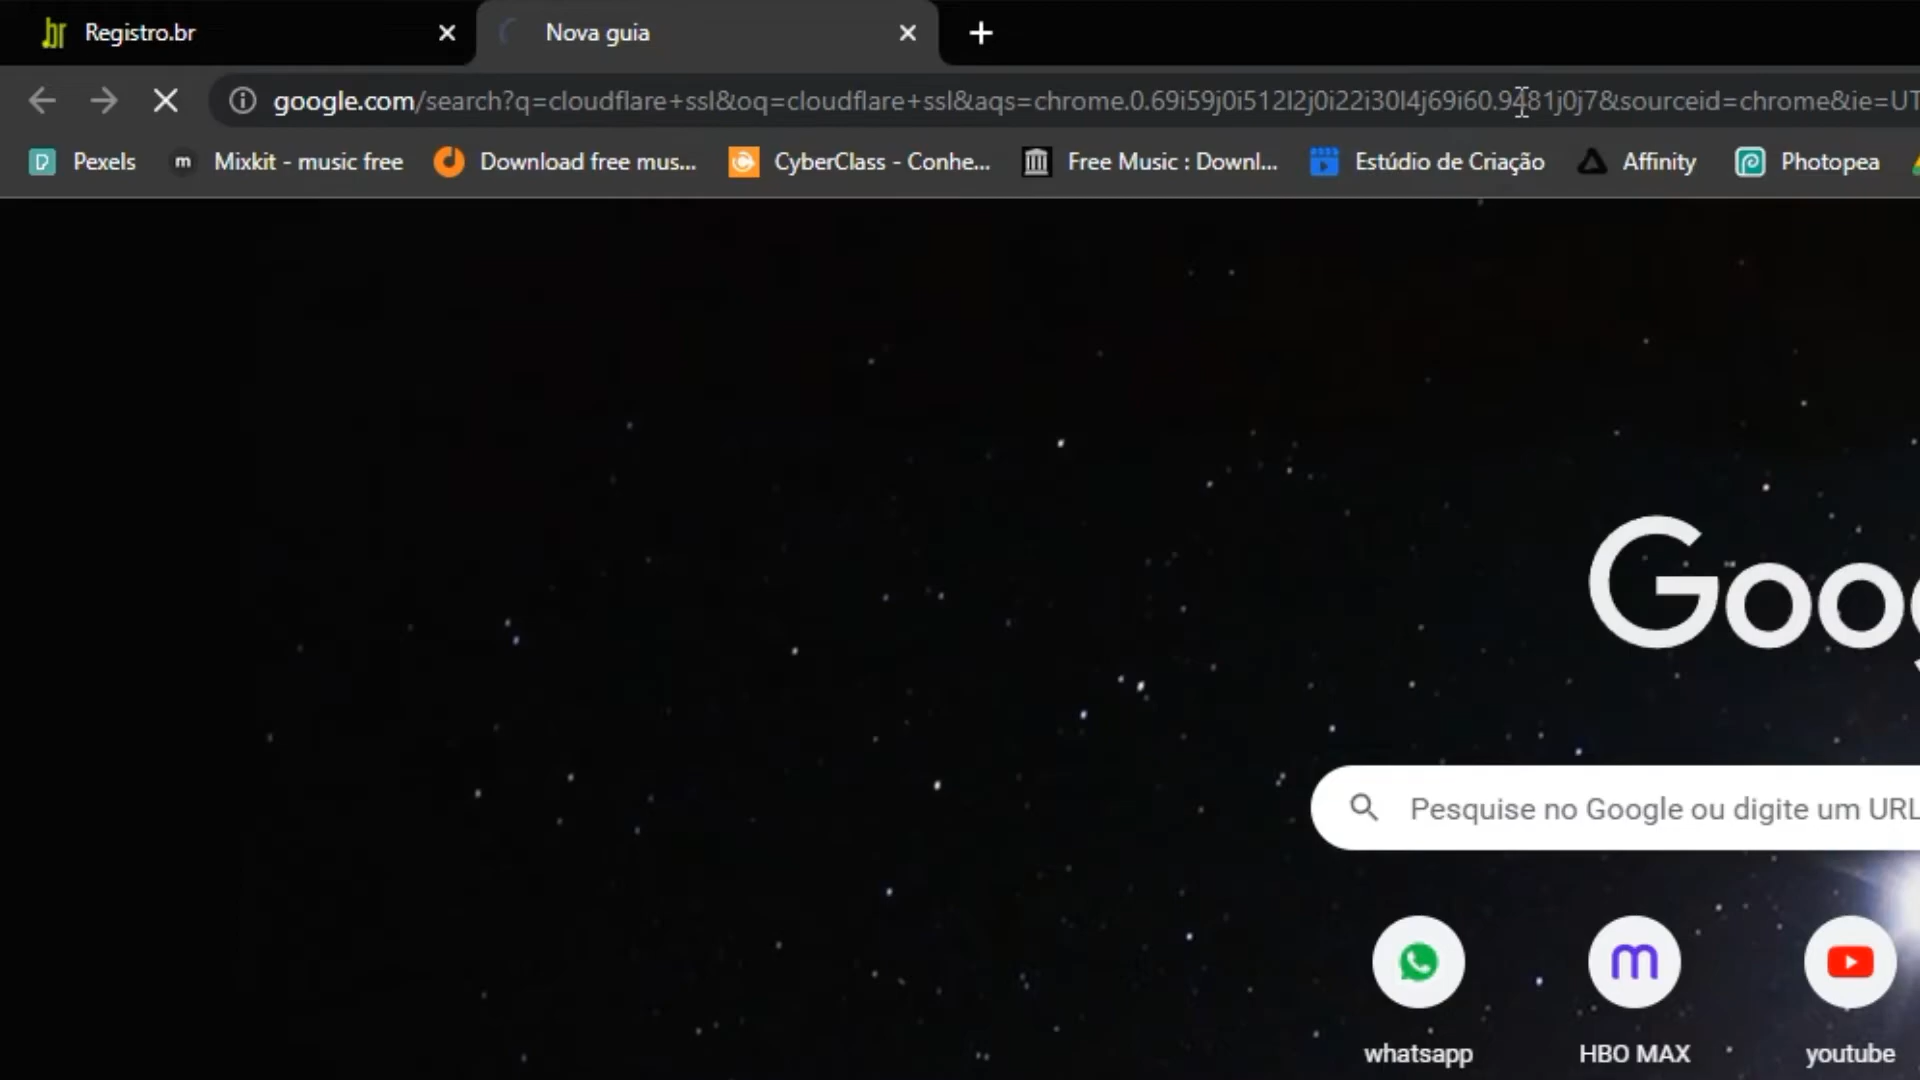 Registro.br
Nova guia
google.com/search?q=cloudflare+ssl&oq=cloudflare+ssl&aqs=chrome.0.69i59j0i512l2j0i22i30l4j69i60.9481j0j7&sourceid=chrome&ie=UT
Pexels
Mixkit - music free
Download free mus...
CyberClass - Conhe...
Free Music : Downl...
Estúdio de Criação
Affinity
Photopea
Goog
Pesquise no Google ou digite um URL
whatsapp
HBO MAX
youtube